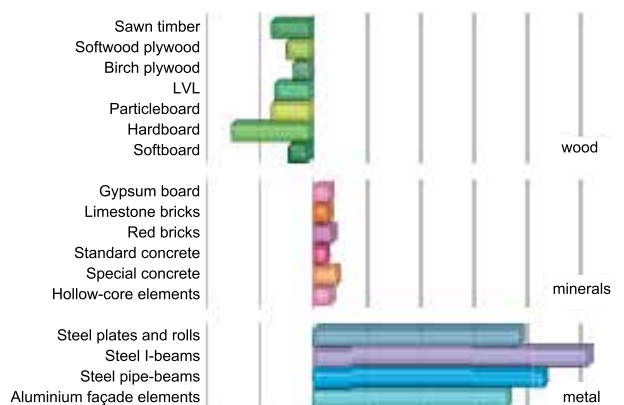 Sawn timber
Softwood plywood
Birch plywood
LVL
Particleboard
Hardboard
Softboard
wood
Gypsum board
Limestone bricks
Red bricks
Standard concrete
Special concrete
Hollow-core elements
minerals
Steel plates and rolls
Steel I-beams
Steel pipe-beams
Aluminium façade elements
metal